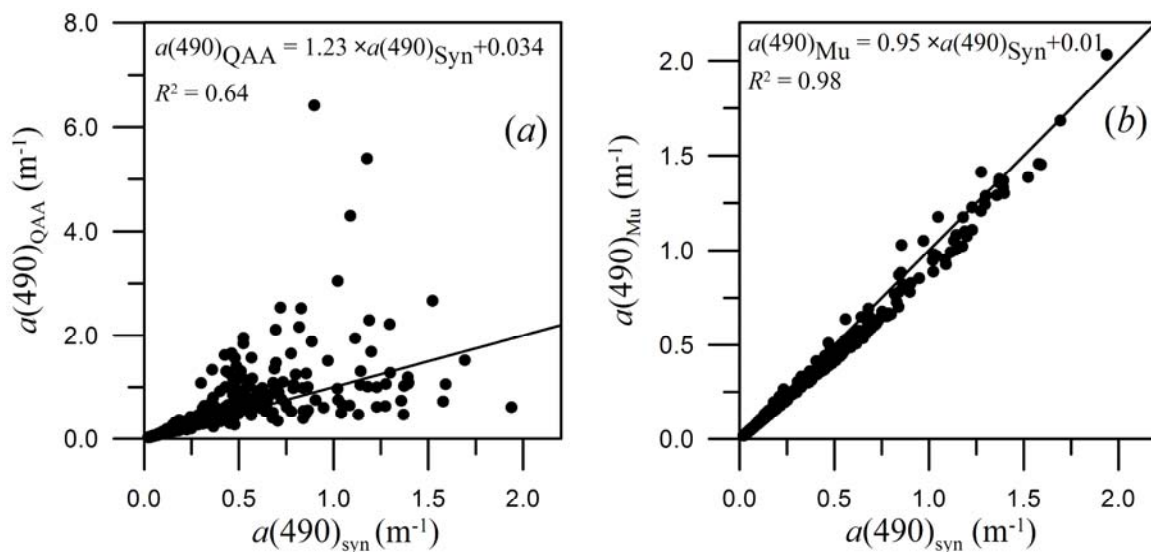 8.0
6.0
4.0
2.0
0.0
a(490)QAA (m-1)
a(490)QAA = 1.23 ×a(490)Syn+0.034
R2 = 0.64
(a)
0.0 0.5 1.0 1.5 2.0
a(490)syn (m-1)
2.0
1.5
1.0
0.5
0.0
a(490)Mu (m-1)
a(490)Mu = 0.95 ×a(490)Syn+0.01
R2 = 0.98
(b)
0.0 0.5 1.0 1.5 2.0
a(490)syn (m-1)